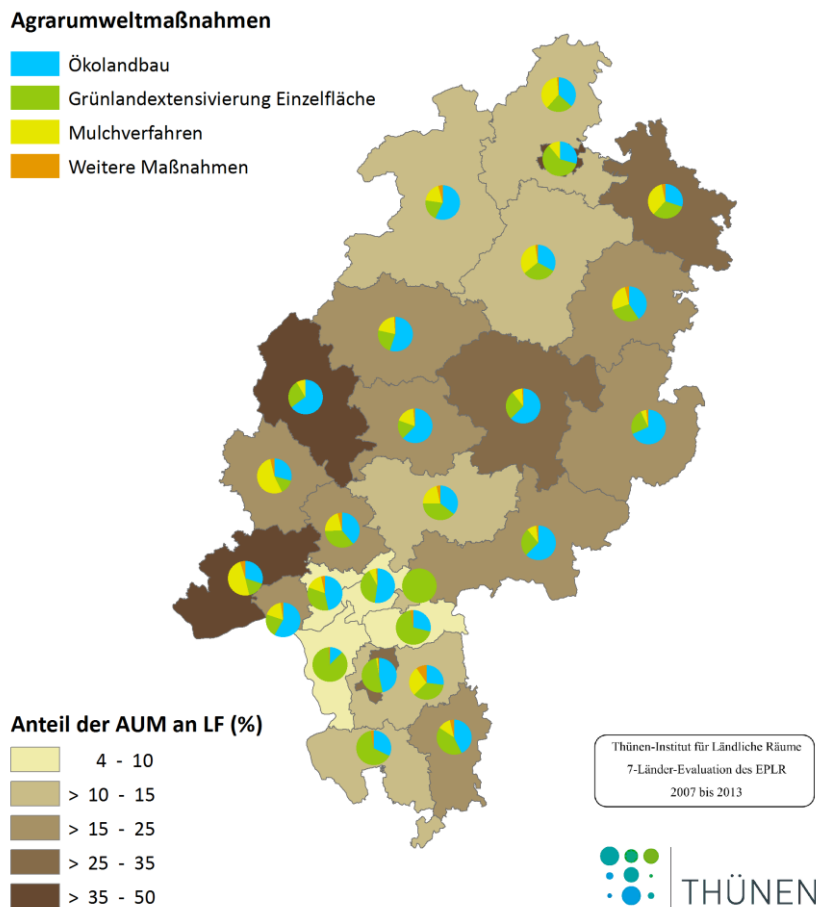 Agrarumweltmaßnahmen
Ökolandbau
Grünlandextensivierung Einzelfläche
Mulchverfahren
Weitere Maßnahmen
Anteil der AUM an LF (%)
4 - 10
> 10 - 15
> 15 - 25
> 25 - 35
> 35 - 50
Thünen-Institut für Ländliche Räume
7-Länder-Evaluation des EPLR
2007 bis 2013
THÜNEN